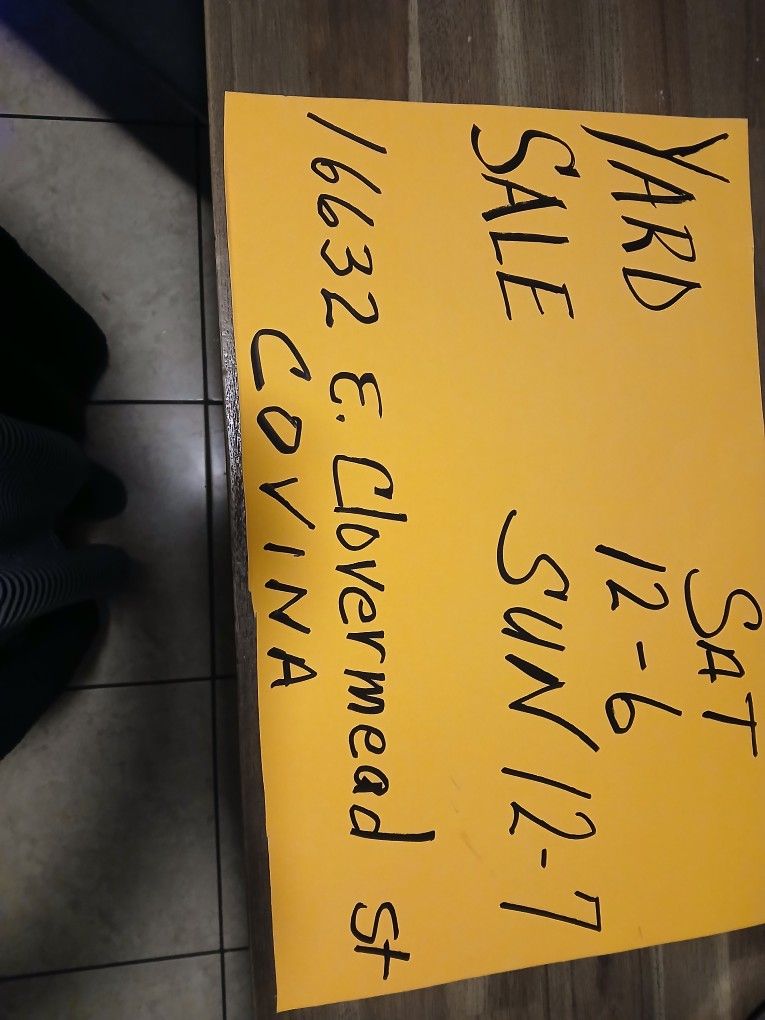 YARD
SALE
SAT
12-6
SUN 12-7
16632 E. Clovermead St
COVINA